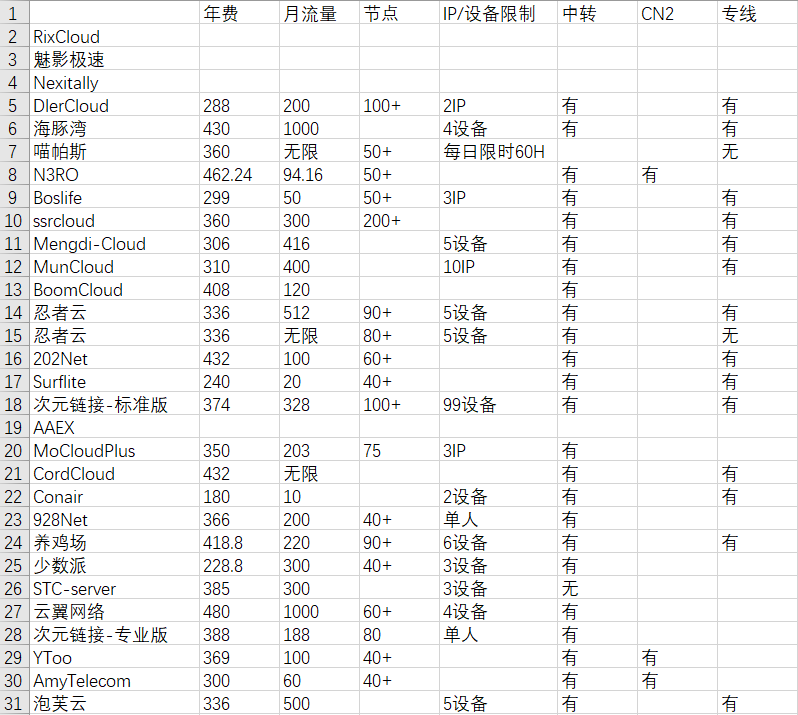 1 年费 月流量 节点 IP/设备限制 中转 CN2 专线
2 RixCloud
3 魅影极速
4 Nexitally
5 DlerCloud 288 200 100+ 2IP 有 有
6 海豚湾 430 1000 4设备 有 有
7 喵帕斯 360 无限 50+ 每日限时60H 无
8 N3RO 462.24 94.16 50+ 有 有
9 Boslife 299 50 50+ 3IP 有 有
10 ssrcloud 360 300 200+ 有 有
11 Mengdi-Cloud 306 416 5设备 有 有
12 MunCloud 310 400 10IP 有 有
13 BoomCloud 408 120 有
14 忍者云 336 512 90+ 5设备 有 有
15 忍者云 336 无限 80+ 5设备 有 无
16 202Net 432 100 60+ 有 有
17 Surflite 240 20 40+ 有 有
18 次元链接-标准版 374 328 100+ 99设备 有 有
19 AAEX
20 MoCloudPlus 350 203 75 3IP 有
21 CordCloud 432 无限 有 有
22 Conair 180 10 2设备 有 有
23 928Net 366 200 40+ 单人 有
24 养鸡场 418.8 220 90+ 6设备 有 有
25 少数派 228.8 300 40+ 3设备 有
26 STC-server 385 300 3设备 无
27 云翼网络 480 1000 60+ 4设备 有
28 次元链接-专业版 388 188 80 单人 有
29 YToo 369 100 40+ 有 有
30 AmyTelecom 300 60 40+ 有 有
31 泡芙云 336 500 5设备 有 有